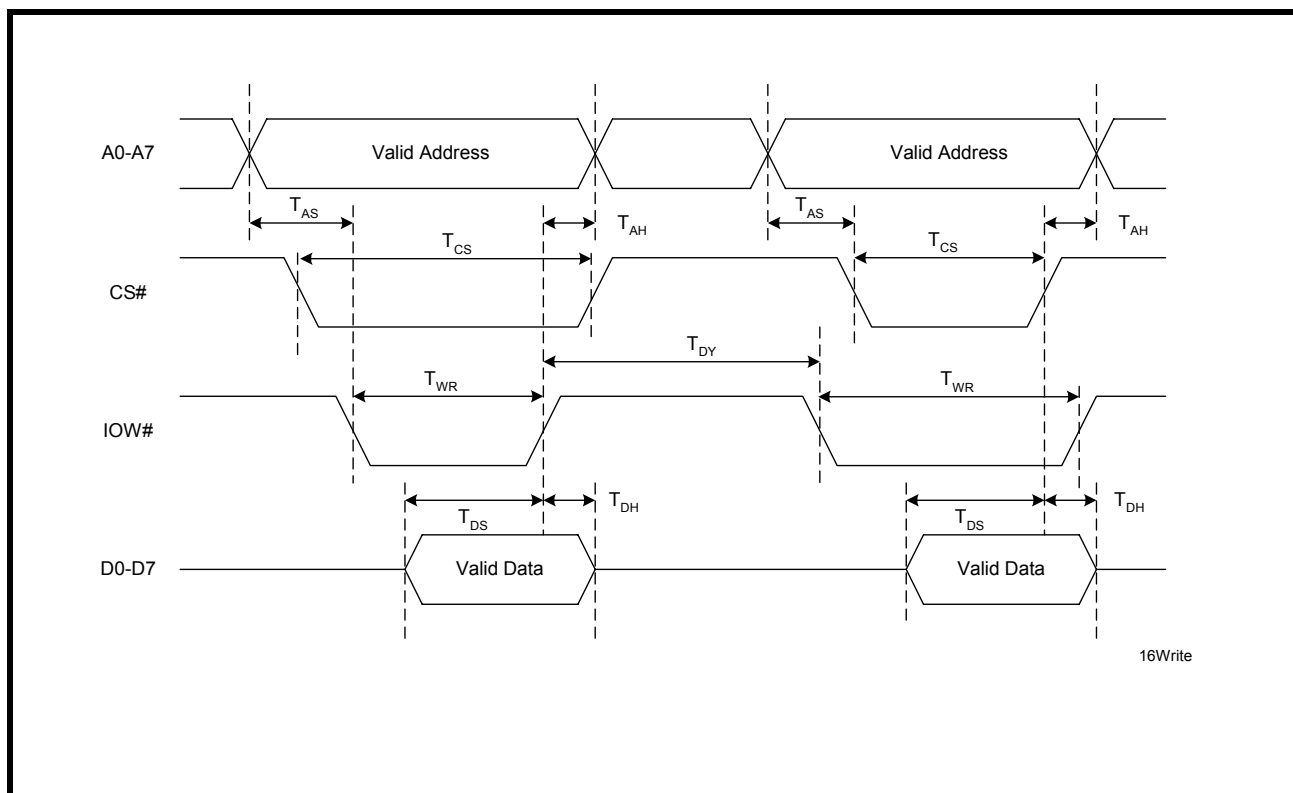 A0-A7
Valid Address
Valid Address
TAS
TAH
TAS
TAH
TCS
TCS
CS#
TDY
TWR
TWR
IOW#
TDS
TDH
TDS
TDH
D0-D7
Valid Data
Valid Data
16Write